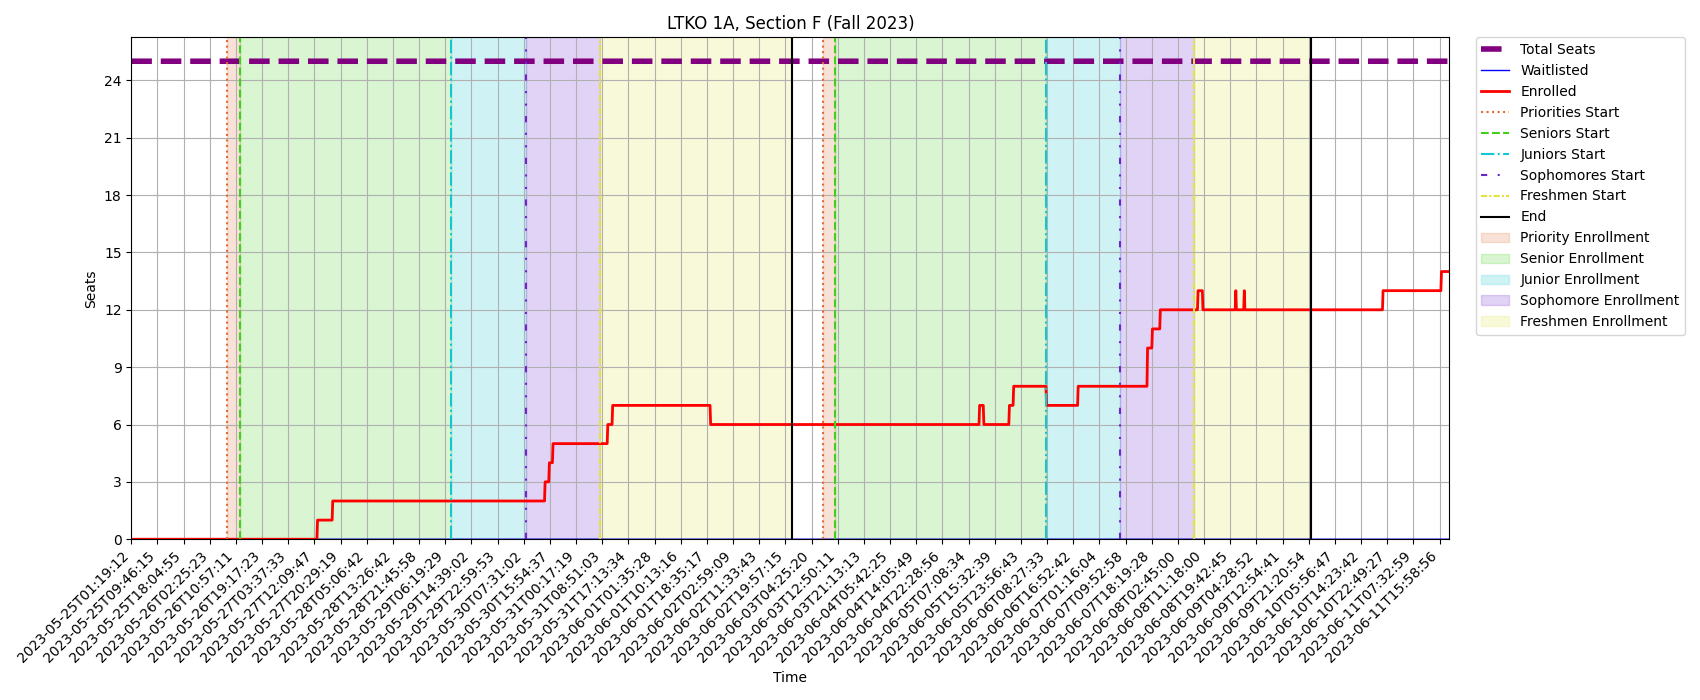 LTKO 1A, Section F (Fall 2023)
Seats
24
21
18
15
12
9
6
3
0
2023-05-25T01:19:12
2023-05-25T09:46:15
2023-05-25T18:04:55
2023-05-26T02:25:23
2023-05-26T10:57:11
2023-05-26T19:17:23
2023-05-27T03:37:33
2023-05-27T12:09:47
2023-05-27T20:29:19
2023-05-28T05:06:42
2023-05-28T13:26:42
2023-05-28T21:45:58
2023-05-29T06:19:29
2023-05-29T14:39:02
2023-05-29T22:59:53
2023-05-30T07:31:02
2023-05-30T15:54:37
2023-05-31T00:17:19
2023-05-31T08:51:03
2023-05-31T17:13:34
2023-06-01T01:35:28
2023-06-01T10:13:16
2023-06-01T18:35:17
2023-06-02T02:59:09
2023-06-02T11:33:43
2023-06-02T19:57:15
2023-06-03T04:25:20
2023-06-03T12:50:11
2023-06-03T21:13:13
2023-06-04T05:42:25
2023-06-04T14:05:49
2023-06-04T22:28:56
2023-06-05T07:08:34
2023-06-05T15:32:39
2023-06-05T23:56:43
2023-06-06T08:27:33
2023-06-06T16:52:42
2023-06-07T01:16:04
2023-06-07T09:52:58
2023-06-07T18:19:28
2023-06-08T02:45:00
2023-06-08T11:18:00
2023-06-08T19:42:45
2023-06-09T04:28:52
2023-06-09T12:54:41
2023-06-09T21:20:54
2023-06-10T05:56:47
2023-06-10T14:23:42
2023-06-10T22:49:27
2023-06-11T07:32:59
2023-06-11T15:58:56
Time
Total Seats
Waitlisted
Enrolled
Priorities Start
Seniors Start
Juniors Start
Sophomores Start
Freshmen Start
End
Priority Enrollment
Senior Enrollment
Junior Enrollment
Sophomore Enrollment
Freshmen Enrollment